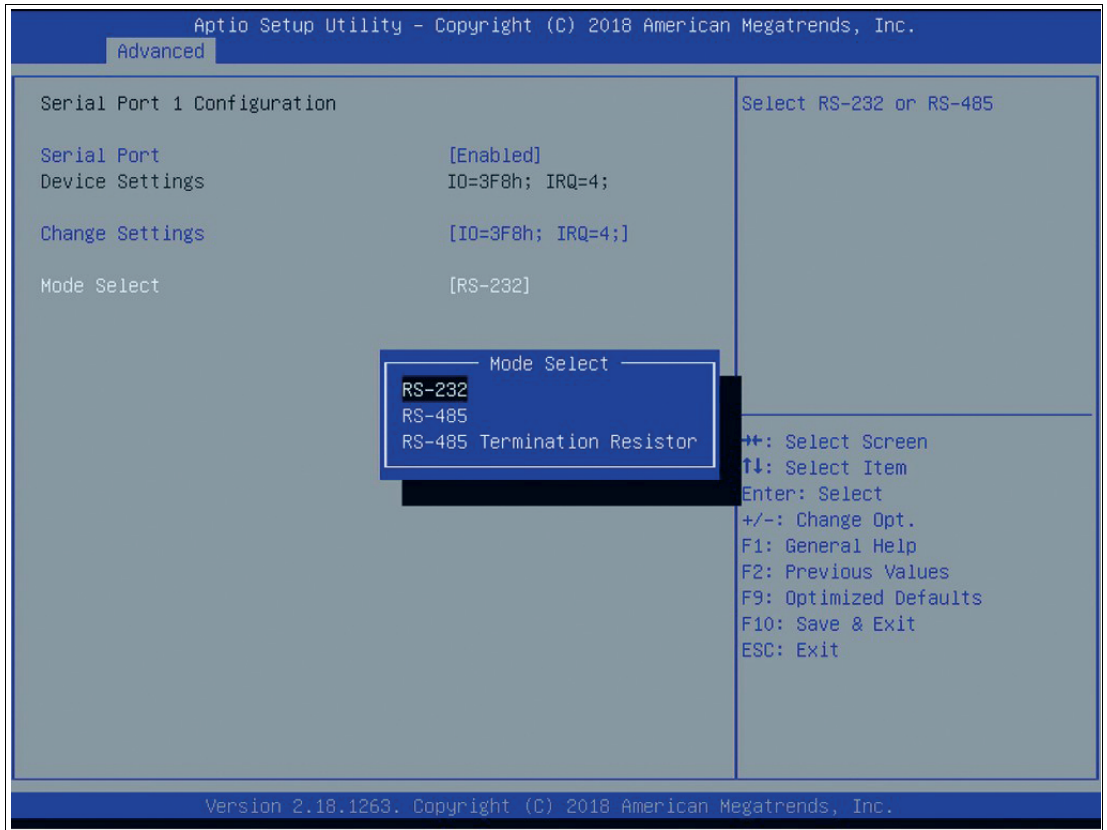 Aptio Setup Utility – Copyright (C) 2018 American Megatrends, Inc.
Advanced
Serial Port 1 Configuration
Serial Port [Enabled]
Device Settings IO=3F8h; IRQ=4;
Change Settings [IO=3F8h; IRQ=4;]
Mode Select [RS-232]
Mode Select
RS-232
RS-485
RS-485 Termination Resistor
Select RS-232 or RS-485
→←: Select Screen
↑↓: Select Item
Enter: Select
+/-: Change Opt.
F1: General Help
F2: Previous Values
F9: Optimized Defaults
F10: Save & Exit
ESC: Exit
Version 2.18.1263. Copyright (C) 2018 American Megatrends, Inc.